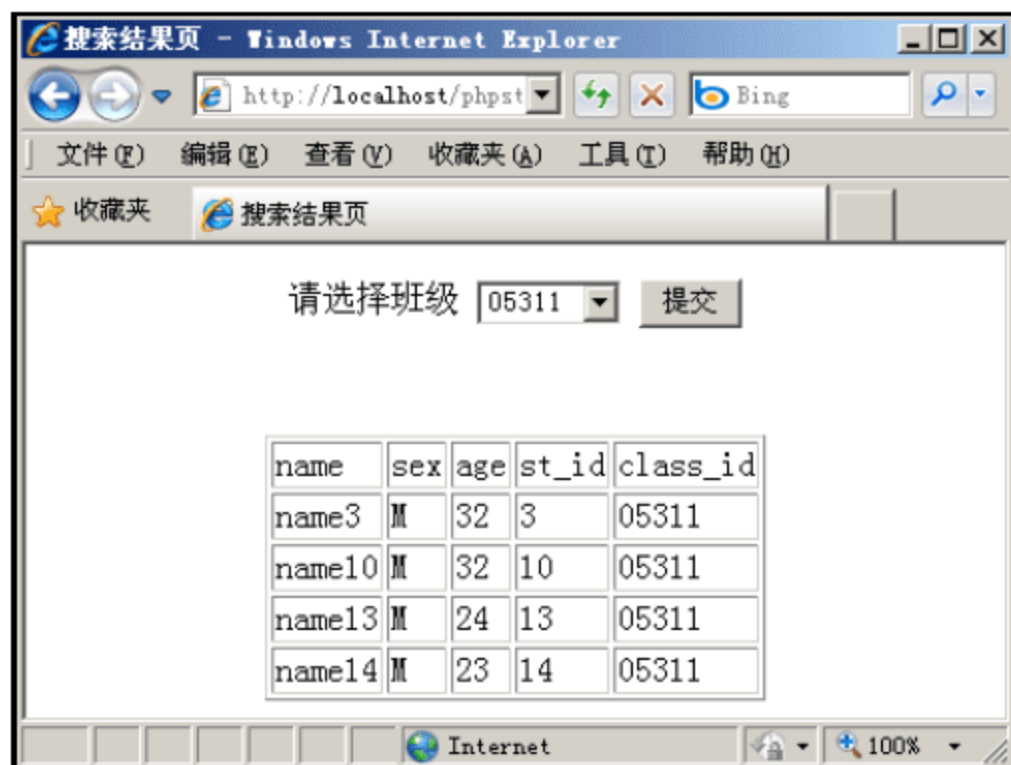 搜索结果页 - Windows Internet Explorer
http://localhost/phpst Bing
文件(F) 编辑(E) 查看(V) 收藏夹(A) 工具(T) 帮助(H)
收藏夹 搜索结果页
请选择班级 05311 提交
name sex age st_id class_id
name3 M 32 3 05311
name10 M 32 10 05311
name13 M 24 13 05311
name14 M 23 14 05311
Internet 100%